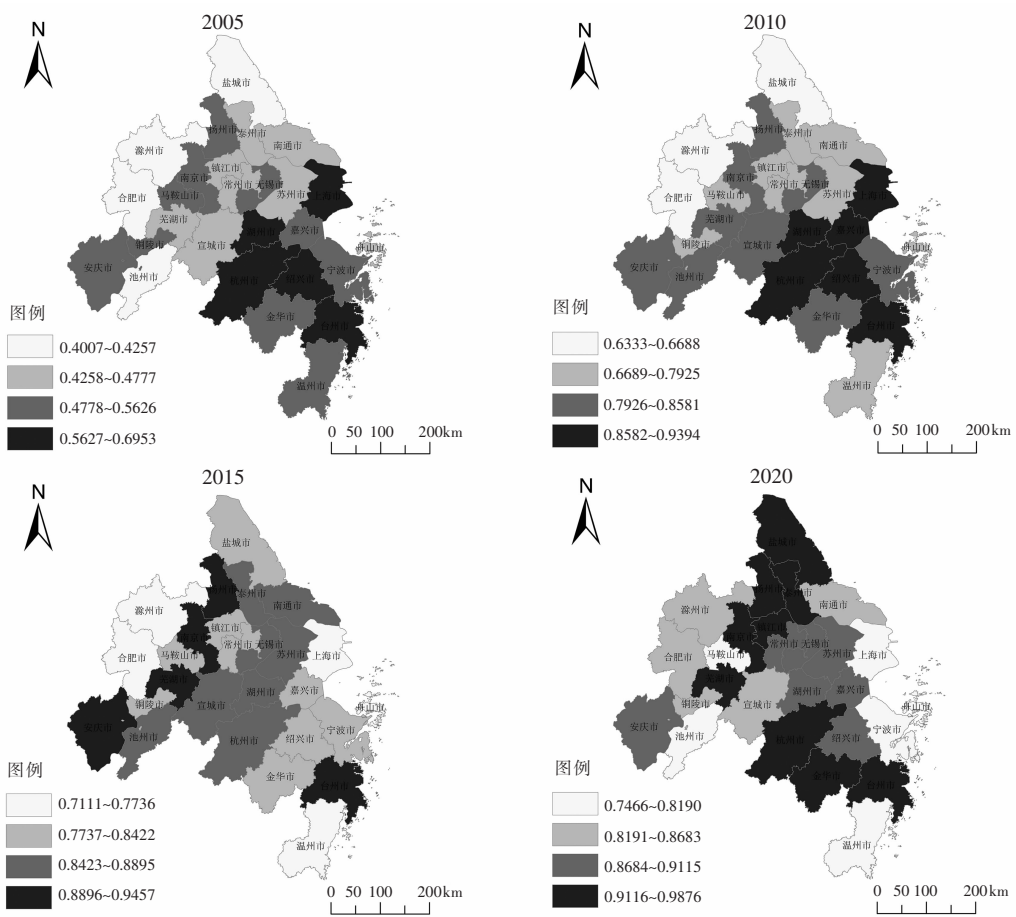 2005
N
盐城市
扬州市
泰州市
滁州市
南通市
南京市
镇江市
常州市
无锡市
合肥市
马鞍山市
苏州市
上海市
芜湖市
铜陵市
宣城市
湖州市
嘉兴市
舟山市
安庆市
池州市
杭州市
绍兴市
宁波市
金华市
台州市
温州市
图例
0.4007~0.4257
0.4258~0.4777
0.4778~0.5626
0.5627~0.6953
0 50 100 200km
2010
N
盐城市
扬州市
泰州市
滁州市
南通市
南京市
镇江市
常州市
无锡市
合肥市
马鞍山市
苏州市
上海市
芜湖市
铜陵市
宣城市
湖州市
嘉兴市
舟山市
安庆市
池州市
杭州市
绍兴市
宁波市
金华市
台州市
温州市
图例
0.6333~0.6688
0.6689~0.7925
0.7926~0.8581
0.8582~0.9394
0 50 100 200km
2015
N
盐城市
扬州市
泰州市
滁州市
南通市
南京市
镇江市
常州市
无锡市
合肥市
马鞍山市
苏州市
上海市
芜湖市
铜陵市
宣城市
湖州市
嘉兴市
舟山市
安庆市
池州市
杭州市
绍兴市
宁波市
金华市
台州市
温州市
图例
0.7111~0.7736
0.7737~0.8422
0.8423~0.8895
0.8896~0.9457
0 50 100 200km
2020
N
盐城市
扬州市
泰州市
滁州市
南通市
南京市
镇江市
常州市
无锡市
合肥市
马鞍山市
苏州市
上海市
芜湖市
铜陵市
宣城市
湖州市
嘉兴市
舟山市
安庆市
池州市
杭州市
绍兴市
宁波市
金华市
台州市
温州市
图例
0.7466~0.8190
0.8191~0.8683
0.8684~0.9115
0.9116~0.9876
0 50 100 200km